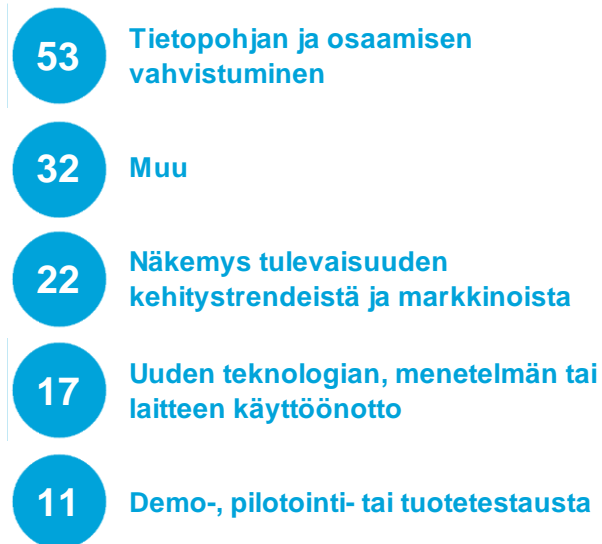 53 Tietopohjan ja osaamisen
vahvistuminen
32 Muu
22 Näkemys tulevaisuuden
kehitystrendeistä ja markkinoista
17 Uuden teknologian, menetelmän tai
laitteen käyttöönotto
11 Demo-, pilotointi- tai tuotetestausta